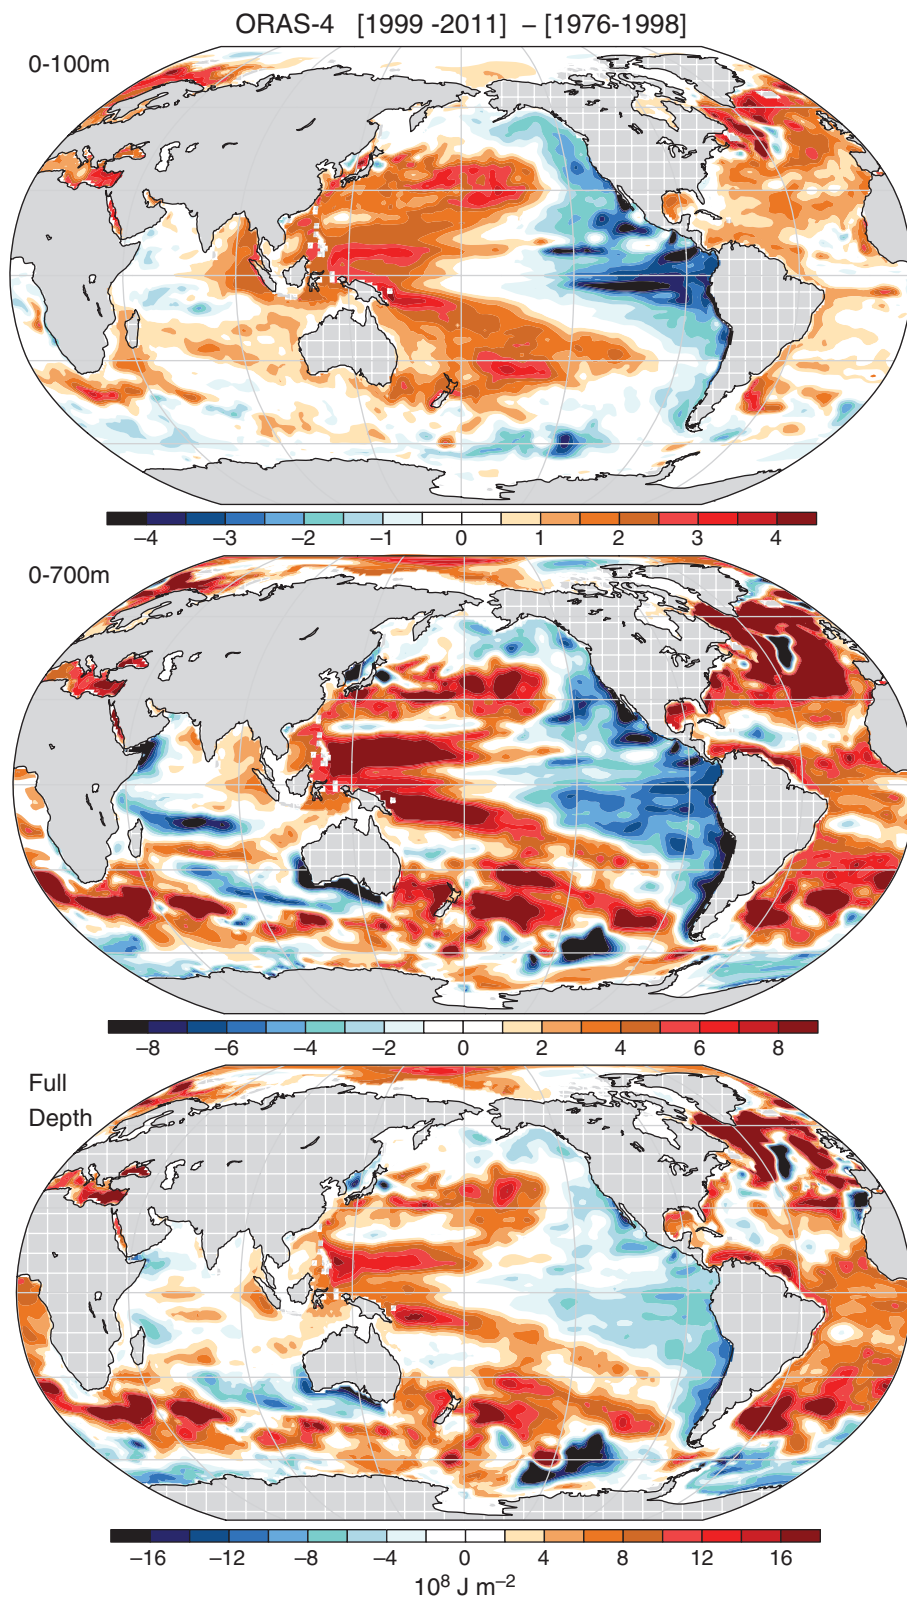 ORAS-4 [1999 -2011] – [1976-1998]
0-100m
−4 −3 −2 −1 0 1 2 3 4
0-700m
−8 −6 −4 −2 0 2 4 6 8
Full
Depth
−16 −12 −8 −4 0 4 8 12 16
10⁸ J m⁻²